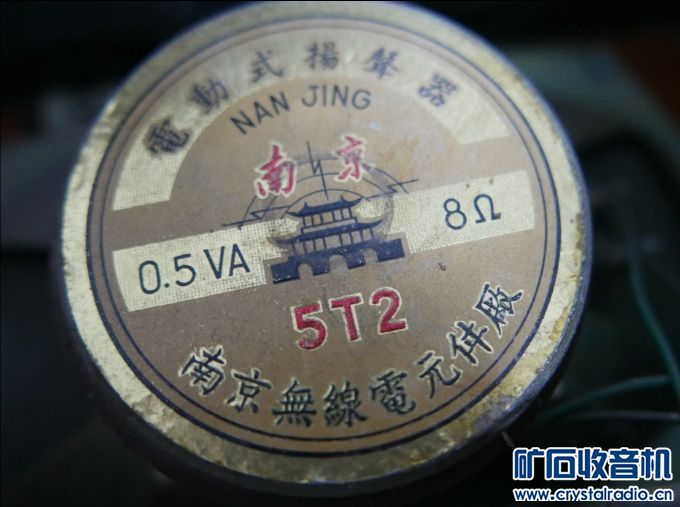 電動式揚聲器
NAN JING
南京
0.5 VA
8Ω
5T2
南京無線電元件厰
矿石收音机
www.crystalradio.cn